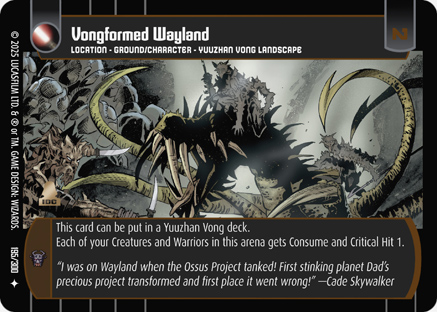 Vongformed Wayland
LOCATION - GROUND/CHARACTER - YUUZHAN VONG LANDSCAPE
This card can be put in a Yuuzhan Vong deck.
Each of your Creatures and Warriors in this arena gets Consume and Critical Hit 1.
“I was on Wayland when the Ossus Project tanked! First stinking planet Dad’s
precious project transformed and first place it went wrong!” —Cade Skywalker
© 2025 LUCASFILM LTD. & ® or TM. GAME DESIGN: WIZARDS.
185/300